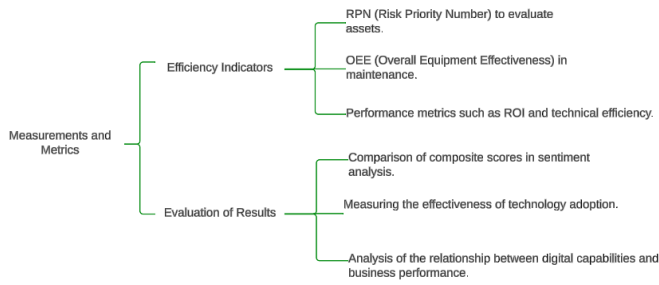 Measurements and
Metrics
Efficiency Indicators
RPN (Risk Priority Number) to evaluate
assets.
OEE (Overall Equipment Effectiveness) in
maintenance.
Performance metrics such as ROI and technical efficiency.
Evaluation of Results
Comparison of composite scores in sentiment
analysis.
Measuring the effectiveness of technology adoption.
Analysis of the relationship between digital capabilities and
business performance.